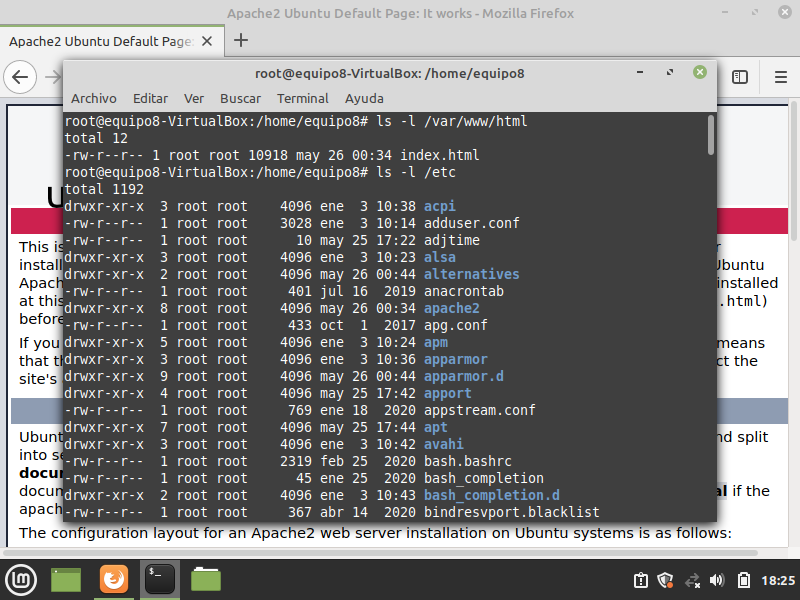 Apache2 Ubuntu Default Page: It works - Mozilla Firefox
Apache2 Ubuntu Default Page:
root@equipo8-VirtualBox: /home/equipo8
Archivo Editar Ver Buscar Terminal Ayuda
root@equipo8-VirtualBox:/home/equipo8# ls -l /var/www/html
total 12
-rw-r--r-- 1 root root 10918 may 26 00:34 index.html
root@equipo8-VirtualBox:/home/equipo8# ls -l /etc
total 1192
drwxr-xr-x 3 root root 4096 ene 3 10:38 acpi
-rw-r--r-- 1 root root 3028 ene 3 10:14 adduser.conf
-rw-r--r-- 1 root root 10 may 25 17:22 adjtime
drwxr-xr-x 3 root root 4096 ene 3 10:23 alsa
drwxr-xr-x 2 root root 4096 may 26 00:44 alternatives
-rw-r--r-- 1 root root 401 jul 16 2019 anacrontab
drwxr-xr-x 8 root root 4096 may 26 00:34 apache2
-rw-r--r-- 1 root root 433 oct 1 2017 apg.conf
drwxr-xr-x 5 root root 4096 ene 3 10:24 apm
drwxr-xr-x 3 root root 4096 ene 3 10:36 apparmor
drwxr-xr-x 9 root root 4096 may 26 00:44 apparmor.d
drwxr-xr-x 4 root root 4096 may 25 17:42 apport
-rw-r--r-- 1 root root 769 ene 18 2020 appstream.conf
drwxr-xr-x 7 root root 4096 may 25 17:44 apt
drwxr-xr-x 3 root root 4096 ene 3 10:42 avahi
-rw-r--r-- 1 root root 2319 feb 25 2020 bash.bashrc
-rw-r--r-- 1 root root 45 ene 25 2020 bash_completion
drwxr-xr-x 2 root root 4096 ene 3 10:43 bash_completion.d
-rw-r--r-- 1 root root 367 abr 14 2020 bindresvport.blacklist
U
This is
install Ubuntu
Apach installed
at this .html)
before
If you means
that th ct the
site's
Ubunt nd split
into se
docum
docum al if the
apach
The configuration layout for an Apache2 web server installation on Ubuntu systems is as follows:
18:25